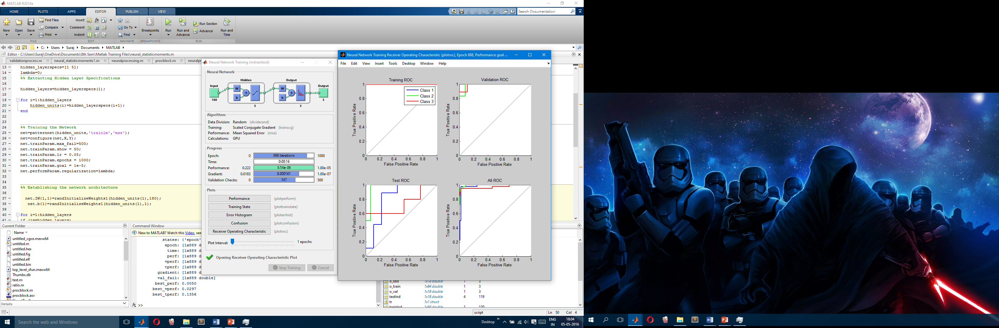 MATLAB R2014a
HOME PLOTS APPS EDITOR PUBLISH VIEW
Search Documentation
New Open Save Find Files Compare Print
Insert Comment Indent
Go To Find
Breakpoints
Run Run and Advance Run Section Advance Run and Time
FILE EDIT NAVIGATE BREAKPOINTS RUN
C: Users Suraj Documents MATLAB
Editor - C:\Users\Suraj\OneDrive\Documents\8th Sem\Matlab Training Files\neural_statisticmoments.m
validationprocess.m neural_statisticmoments1.m neuralprocessing.m procblock.m neuralpr
13 hidden_layerspecs=[1 5];
14 lambda=0;
15 %% Extracting Hidden Layer Specifications
16
17 hidden_layers=hidden_layerspecs(1);
18
19 for i=1:hidden_layers
20 hidden_units(i)=hidden_layerspecs(i+1);
21 end
22
23
24 %% Training the Network
25 net=patternnet(hidden_units,'trainlm','mse');
26 net=configure(net,X,Y);
27 net.trainParam.max_fail=500;
28 net.trainParam.show = 50;
29 net.trainParam.lr = 0.05;
30 net.trainParam.epochs = 1000;
31 net.trainParam.goal = 1e-5;
32 net.performParam.regularization=lambda;
33
34
35 %% Establishing the network architecture
36
37 net.IW{1,1}=randInitializeWeights1(hidden_units(1),180);
38 net.b{1}=randInitializeWeights1(hidden_units(1),1);
39
40 for i=1:hidden_layers
41 if (i==hidden_layers)
Neural Network Training (nntraintool)
Neural Network
Hidden Output
Input Output
W b W b
180 5 3 3
Algorithms
Data Division: Random (dividerand)
Training: Scaled Conjugate Gradient (trainscg)
Performance: Mean Squared Error (mse)
Calculations: GPU
Progress
Epoch: 0 888 iterations 1000
Time: 0:00:16
Performance: 0.222 8.54e-06 1.00e-05
Gradient: 0.0183 0.000161 1.00e-07
Validation Checks: 0 347 500
Plots
Performance (plotperform)
Training State (plottrainstate)
Error Histogram (ploterrhist)
Confusion (plotconfusion)
Receiver Operating Characteristic (plotroc)
Plot Interval: 1 epochs
Opening Receiver Operating Characteristic Plot
Stop Training Cancel
Neural Network Training Receiver Operating Characteristic (plotroc), Epoch 888, Performance goal ...
File Edit View Insert Tools Desktop Window Help
Training ROC
Class 1
Class 2
Class 3
1
0.8
0.6
0.4
0.2
0
0 0.2 0.4 0.6 0.8 1
True Positive Rate
False Positive Rate
Validation ROC
1
0.8
0.6
0.4
0.2
0
0 0.2 0.4 0.6 0.8 1
True Positive Rate
False Positive Rate
Test ROC
1
0.8
0.6
0.4
0.2
0
0 0.2 0.4 0.6 0.8 1
True Positive Rate
False Positive Rate
All ROC
1
0.8
0.6
0.4
0.2
0
0 0.2 0.4 0.6 0.8 1
True Positive Rate
False Positive Rate
Current Folder
Name
untitled_cgxe.mexw64
untitled.m
untitled.hex
untitled.fig
untitled.elf
untitled.bin
top_level_sfun.mexw64
Thumbs.db
test.m
ratio.m
procblock.m
procblock.asv
Details
Command Window
New to MATLAB? Watch this Video, see
states: {'epoch'
epoch: [1x889 d
time: [1x889 d
perf: [1x889 d
vperf: [1x889 d
tperf: [1x889 d
gradient: [1x889 d
val_fail: [1x889 double]
best_perf: 0.0050
best_vperf: 0.0297
best_tperf: 0.1356
fx >>
o_test 1x18 double 1 3
o_train 1x84 double 1 3
o_val 1x18 double 1 3
testInd 1x18 double 4 119
tr 1x1 struct
trainInd 1x84 double 1 120
script Ln 50 Col 4
Search the web and Windows
Desktop ENG IN 18:04 05-05-2016